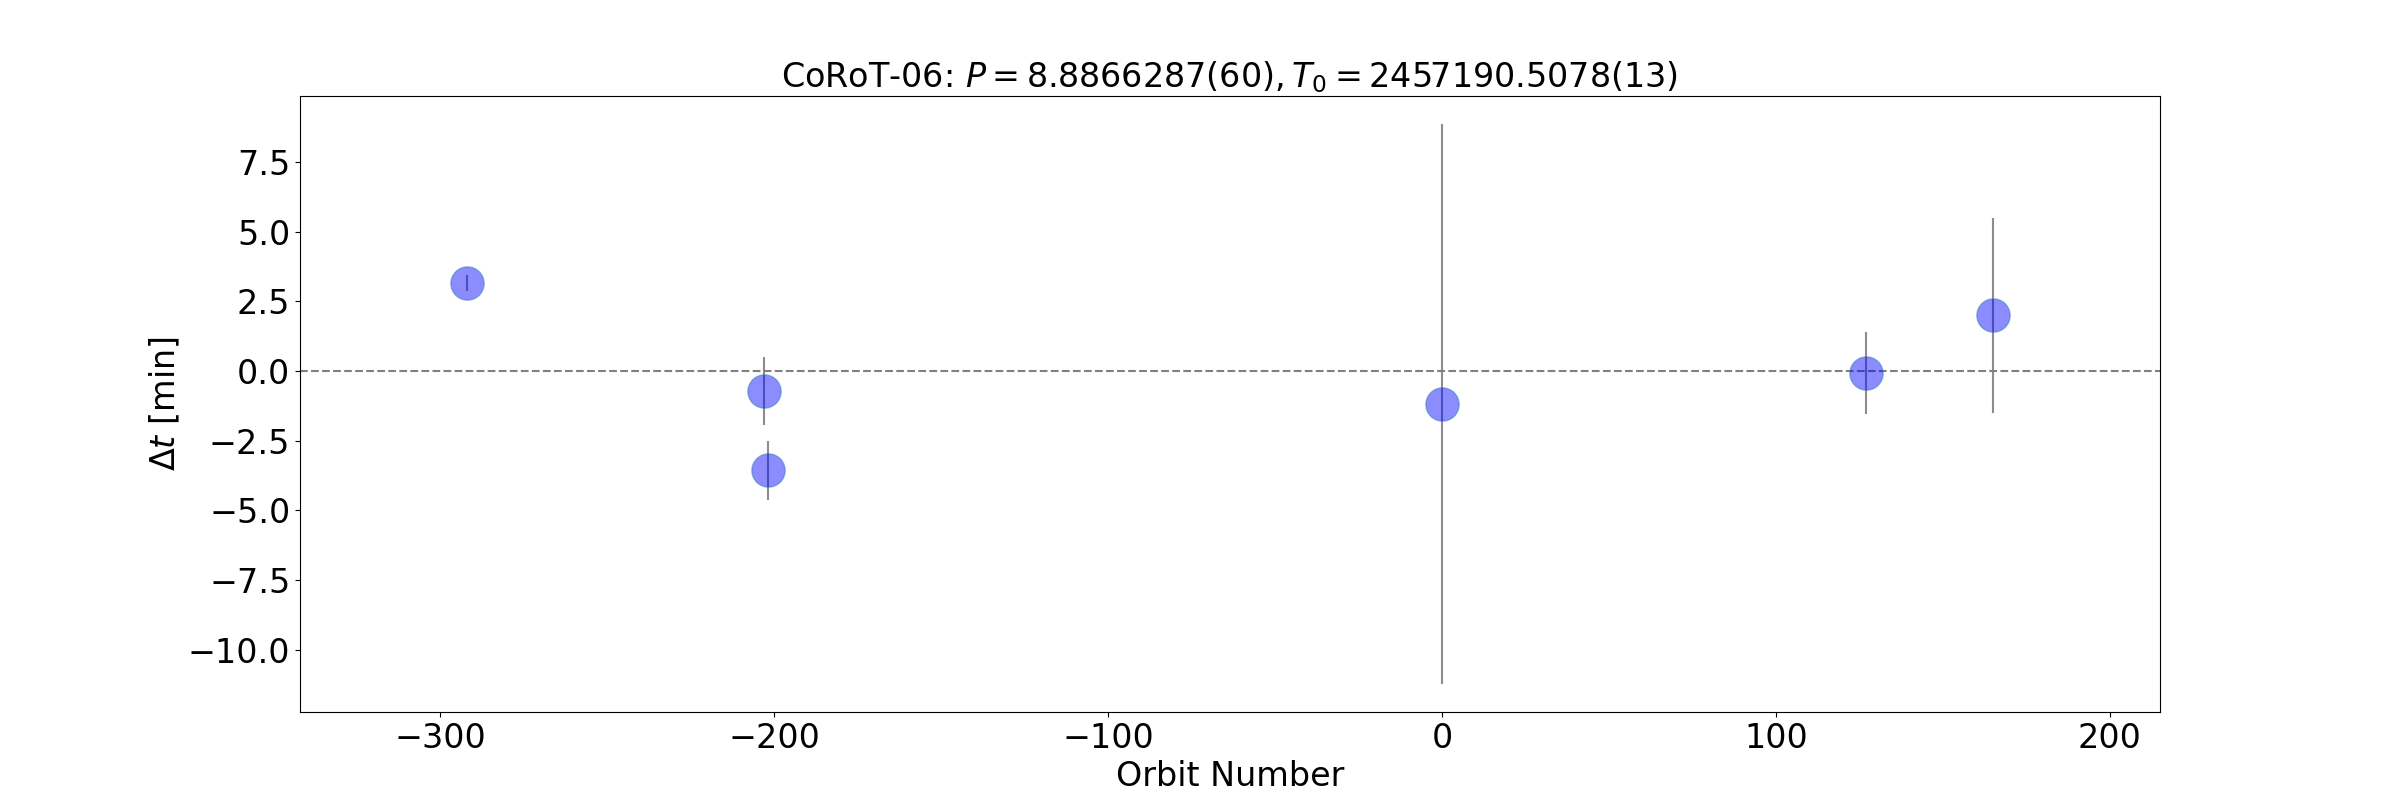 CoRoT-06: P = 8.8866287(60), T₀ = 2457190.5078(13)
7.5
5.0
2.5
0.0
−2.5
−5.0
−7.5
−10.0
Δt [min]
−300 −200 −100 0 100 200
Orbit Number